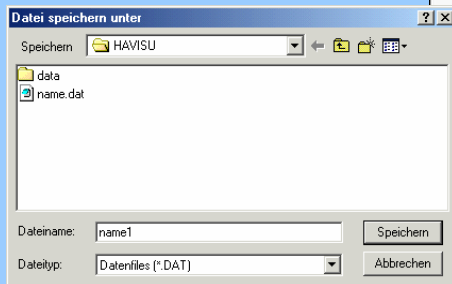 Datei speichern unter
Speichern HAVISU
data
name.dat
Dateiname: name1 Speichern
Dateityp: Datenfiles (*.DAT) Abbrechen